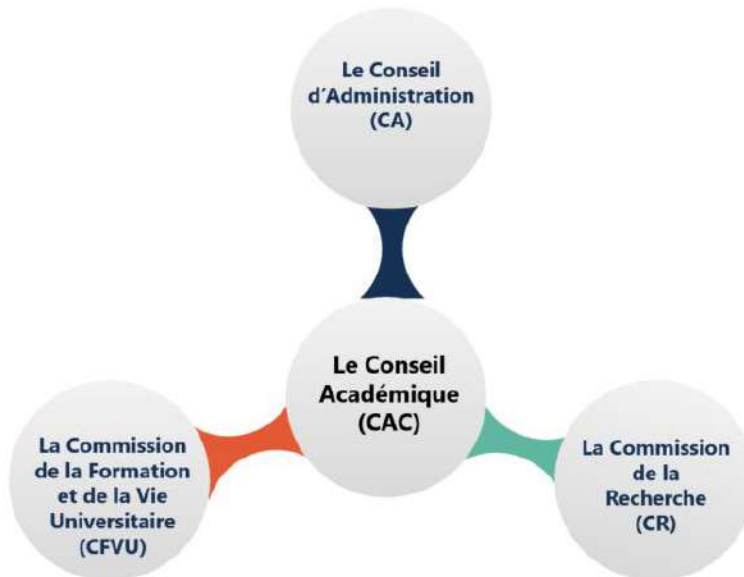 Le Conseil
d´Administration
(CA)
Le Conseil
Académique
(CAC)
La Commission
de la Formation
et de la Vie
Universitaire
(CFVU)
La Commission
de la
Recherche
(CR)